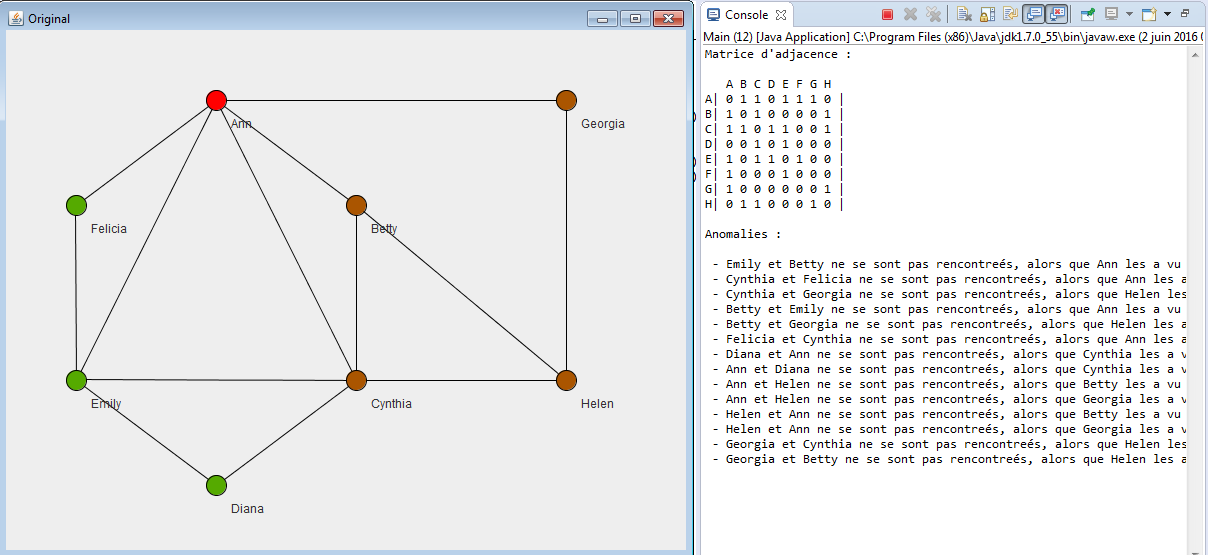 Original
Ann
Georgia
Felicia
Betty
Emily
Cynthia
Helen
Diana
Console
Main (12) [Java Application] C:\Program Files (x86)\Java\jdk1.7.0_55\bin\javaw.exe (2 juin 2016
Matrice d'adjacence :
A B C D E F G H
A| 0 1 1 0 1 1 1 0 |
B| 1 0 1 0 0 0 0 1 |
C| 1 1 0 1 1 0 0 1 |
D| 0 0 1 0 1 0 0 0 |
E| 1 0 1 1 0 1 0 0 |
F| 1 0 0 0 1 0 0 0 |
G| 1 0 0 0 0 0 0 1 |
H| 0 1 1 0 0 0 1 0 |
Anomalies :
- Emily et Betty ne se sont pas rencontreés, alors que Ann les a vu
- Cynthia et Felicia ne se sont pas rencontreés, alors que Ann les a
- Cynthia et Georgia ne se sont pas rencontreés, alors que Helen les
- Betty et Emily ne se sont pas rencontreés, alors que Ann les a vu
- Betty et Georgia ne se sont pas rencontreés, alors que Helen les a
- Felicia et Cynthia ne se sont pas rencontreés, alors que Ann les a
- Diana et Ann ne se sont pas rencontreés, alors que Cynthia les a v
- Ann et Diana ne se sont pas rencontreés, alors que Cynthia les a v
- Ann et Helen ne se sont pas rencontreés, alors que Betty les a vu
- Ann et Helen ne se sont pas rencontreés, alors que Georgia les a v
- Helen et Ann ne se sont pas rencontreés, alors que Betty les a vu
- Helen et Ann ne se sont pas rencontreés, alors que Georgia les a v
- Georgia et Cynthia ne se sont pas rencontreés, alors que Helen les
- Georgia et Betty ne se sont pas rencontreés, alors que Helen les a